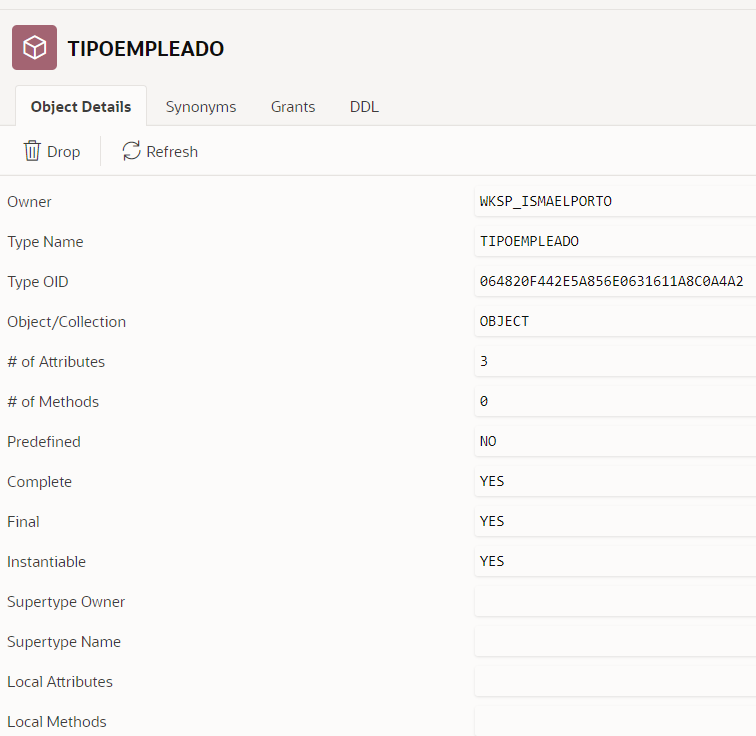 TIPOEMPLEADO
Object Details Synonyms Grants DDL
Drop Refresh
Owner WKSP_ISMAELPORTO
Type Name TIPOEMPLEADO
Type OID 064820F442E5A856E0631611A8C0A4A2
Object/Collection OBJECT
# of Attributes 3
# of Methods 0
Predefined NO
Complete YES
Final YES
Instantiable YES
Supertype Owner
Supertype Name
Local Attributes
Local Methods